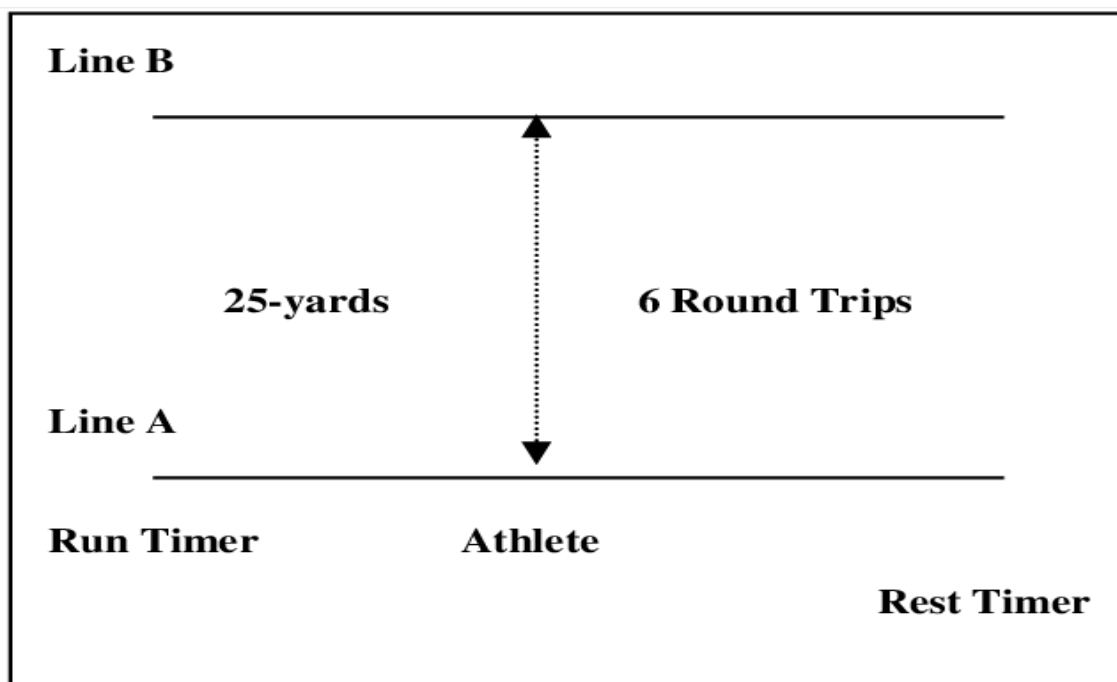 Line B
25-yards 6 Round Trips
Line A
Run Timer Athlete
Rest Timer